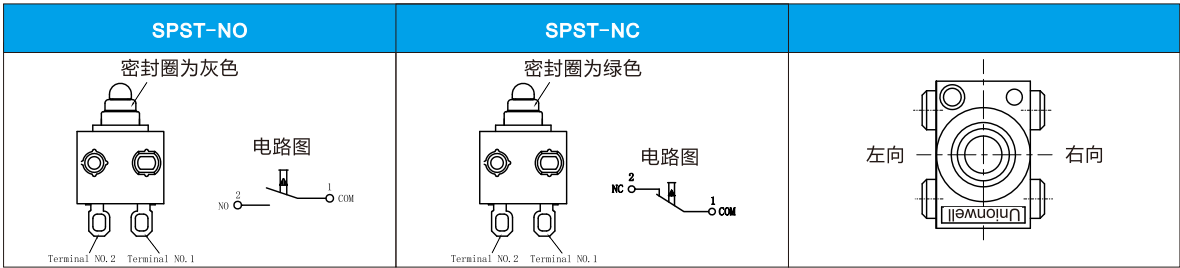 SPST-NO
密封圈为灰色
电路图
NO 2 1 COM
Terminal NO.2 Terminal NO.1
SPST-NC
密封圈为绿色
电路图
NC 2 1 COM
Terminal NO.2 Terminal NO.1
左向 右向
Unionwell